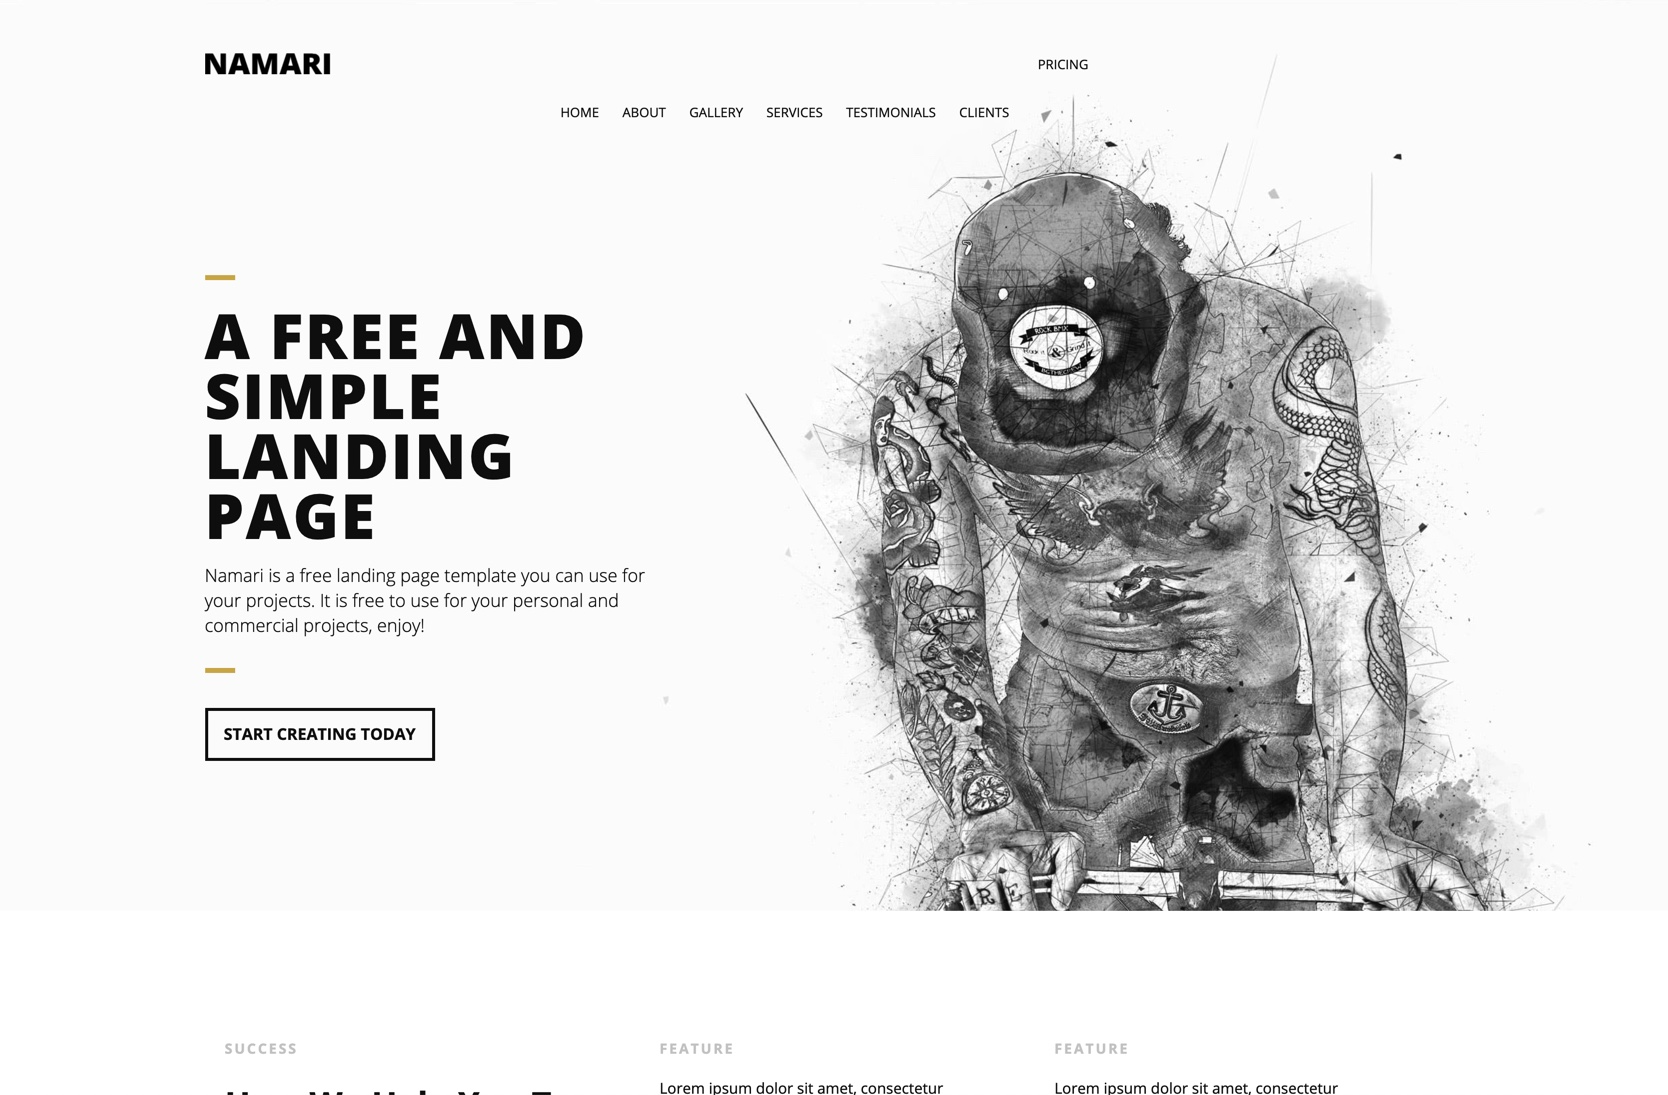 NAMARI
PRICING
HOME ABOUT GALLERY SERVICES TESTIMONIALS CLIENTS
A FREE AND
SIMPLE
LANDING
PAGE
Namari is a free landing page template you can use for
your projects. It is free to use for your personal and
commercial projects, enjoy!
START CREATING TODAY
ROCK BMX
&
R E
SUCCESS
FEATURE
Lorem ipsum dolor sit amet, consectetur
FEATURE
Lorem ipsum dolor sit amet, consectetur